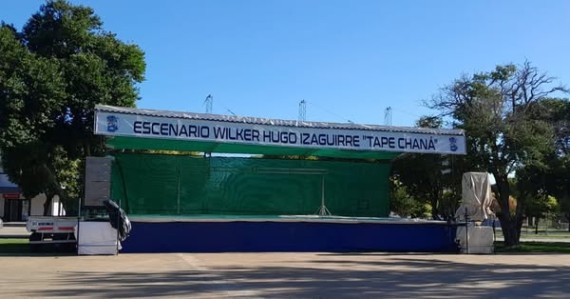 ESCENARIO WILKER HUGO IZAGUIRRE "TAPE CHANÁ"